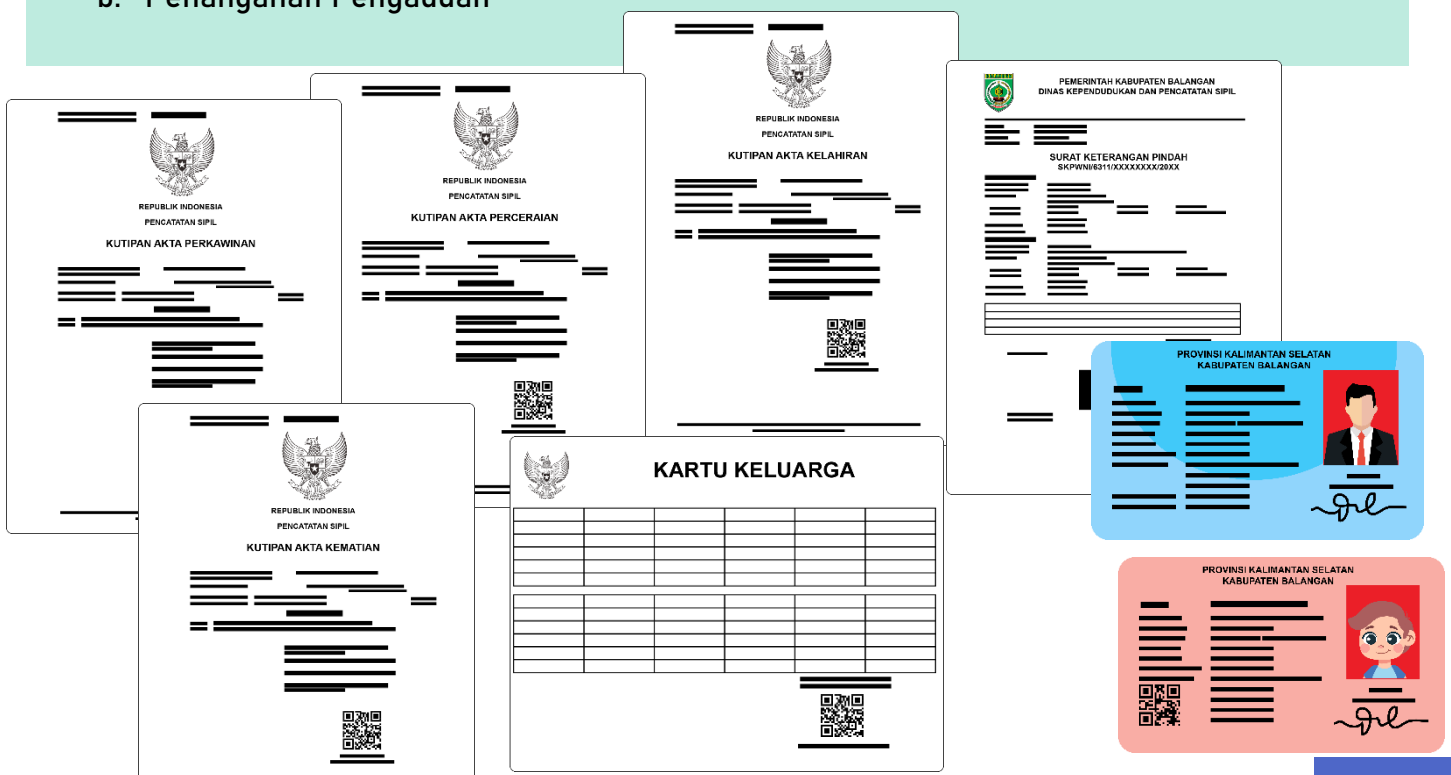 b. Penanganan Pengaduan
REPUBLIK INDONESIA
PENCATATAN SIPIL
KUTIPAN AKTA PERKAWINAN
REPUBLIK INDONESIA
PENCATATAN SIPIL
KUTIPAN AKTA PERCERAIAN
REPUBLIK INDONESIA
PENCATATAN SIPIL
KUTIPAN AKTA KELAHIRAN
PEMERINTAH KABUPATEN BALANGAN
DINAS KEPENDUDUKAN DAN PENCATATAN SIPIL
SURAT KETERANGAN PINDAH
SKPWNI/6311/XXXXXXXX/20XX
REPUBLIK INDONESIA
PENCATATAN SIPIL
KUTIPAN AKTA KEMATIAN
KARTU KELUARGA
PROVINSI KALIMANTAN SELATAN
KABUPATEN BALANGAN
PROVINSI KALIMANTAN SELATAN
KABUPATEN BALANGAN